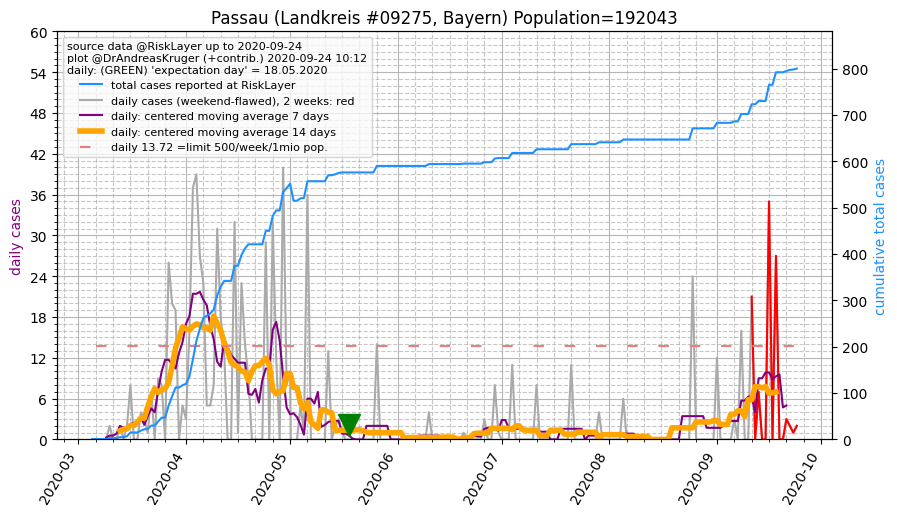 Passau (Landkreis #09275, Bayern) Population=192043
source data @RiskLayer up to 2020-09-24
plot @DrAndreasKruger (+contrib.) 2020-09-24 10:12
daily: (GREEN) 'expectation day' = 18.05.2020
total cases reported at RiskLayer
daily cases (weekend-flawed), 2 weeks: red
daily: centered moving average 7 days
daily: centered moving average 14 days
daily 13.72 =limit 500/week/1mio pop.
daily cases
60
54
48
42
36
30
24
18
12
6
0
cumulative total cases
800
700
600
500
400
300
200
100
0
2020-03
2020-04
2020-05
2020-06
2020-07
2020-08
2020-09
2020-10